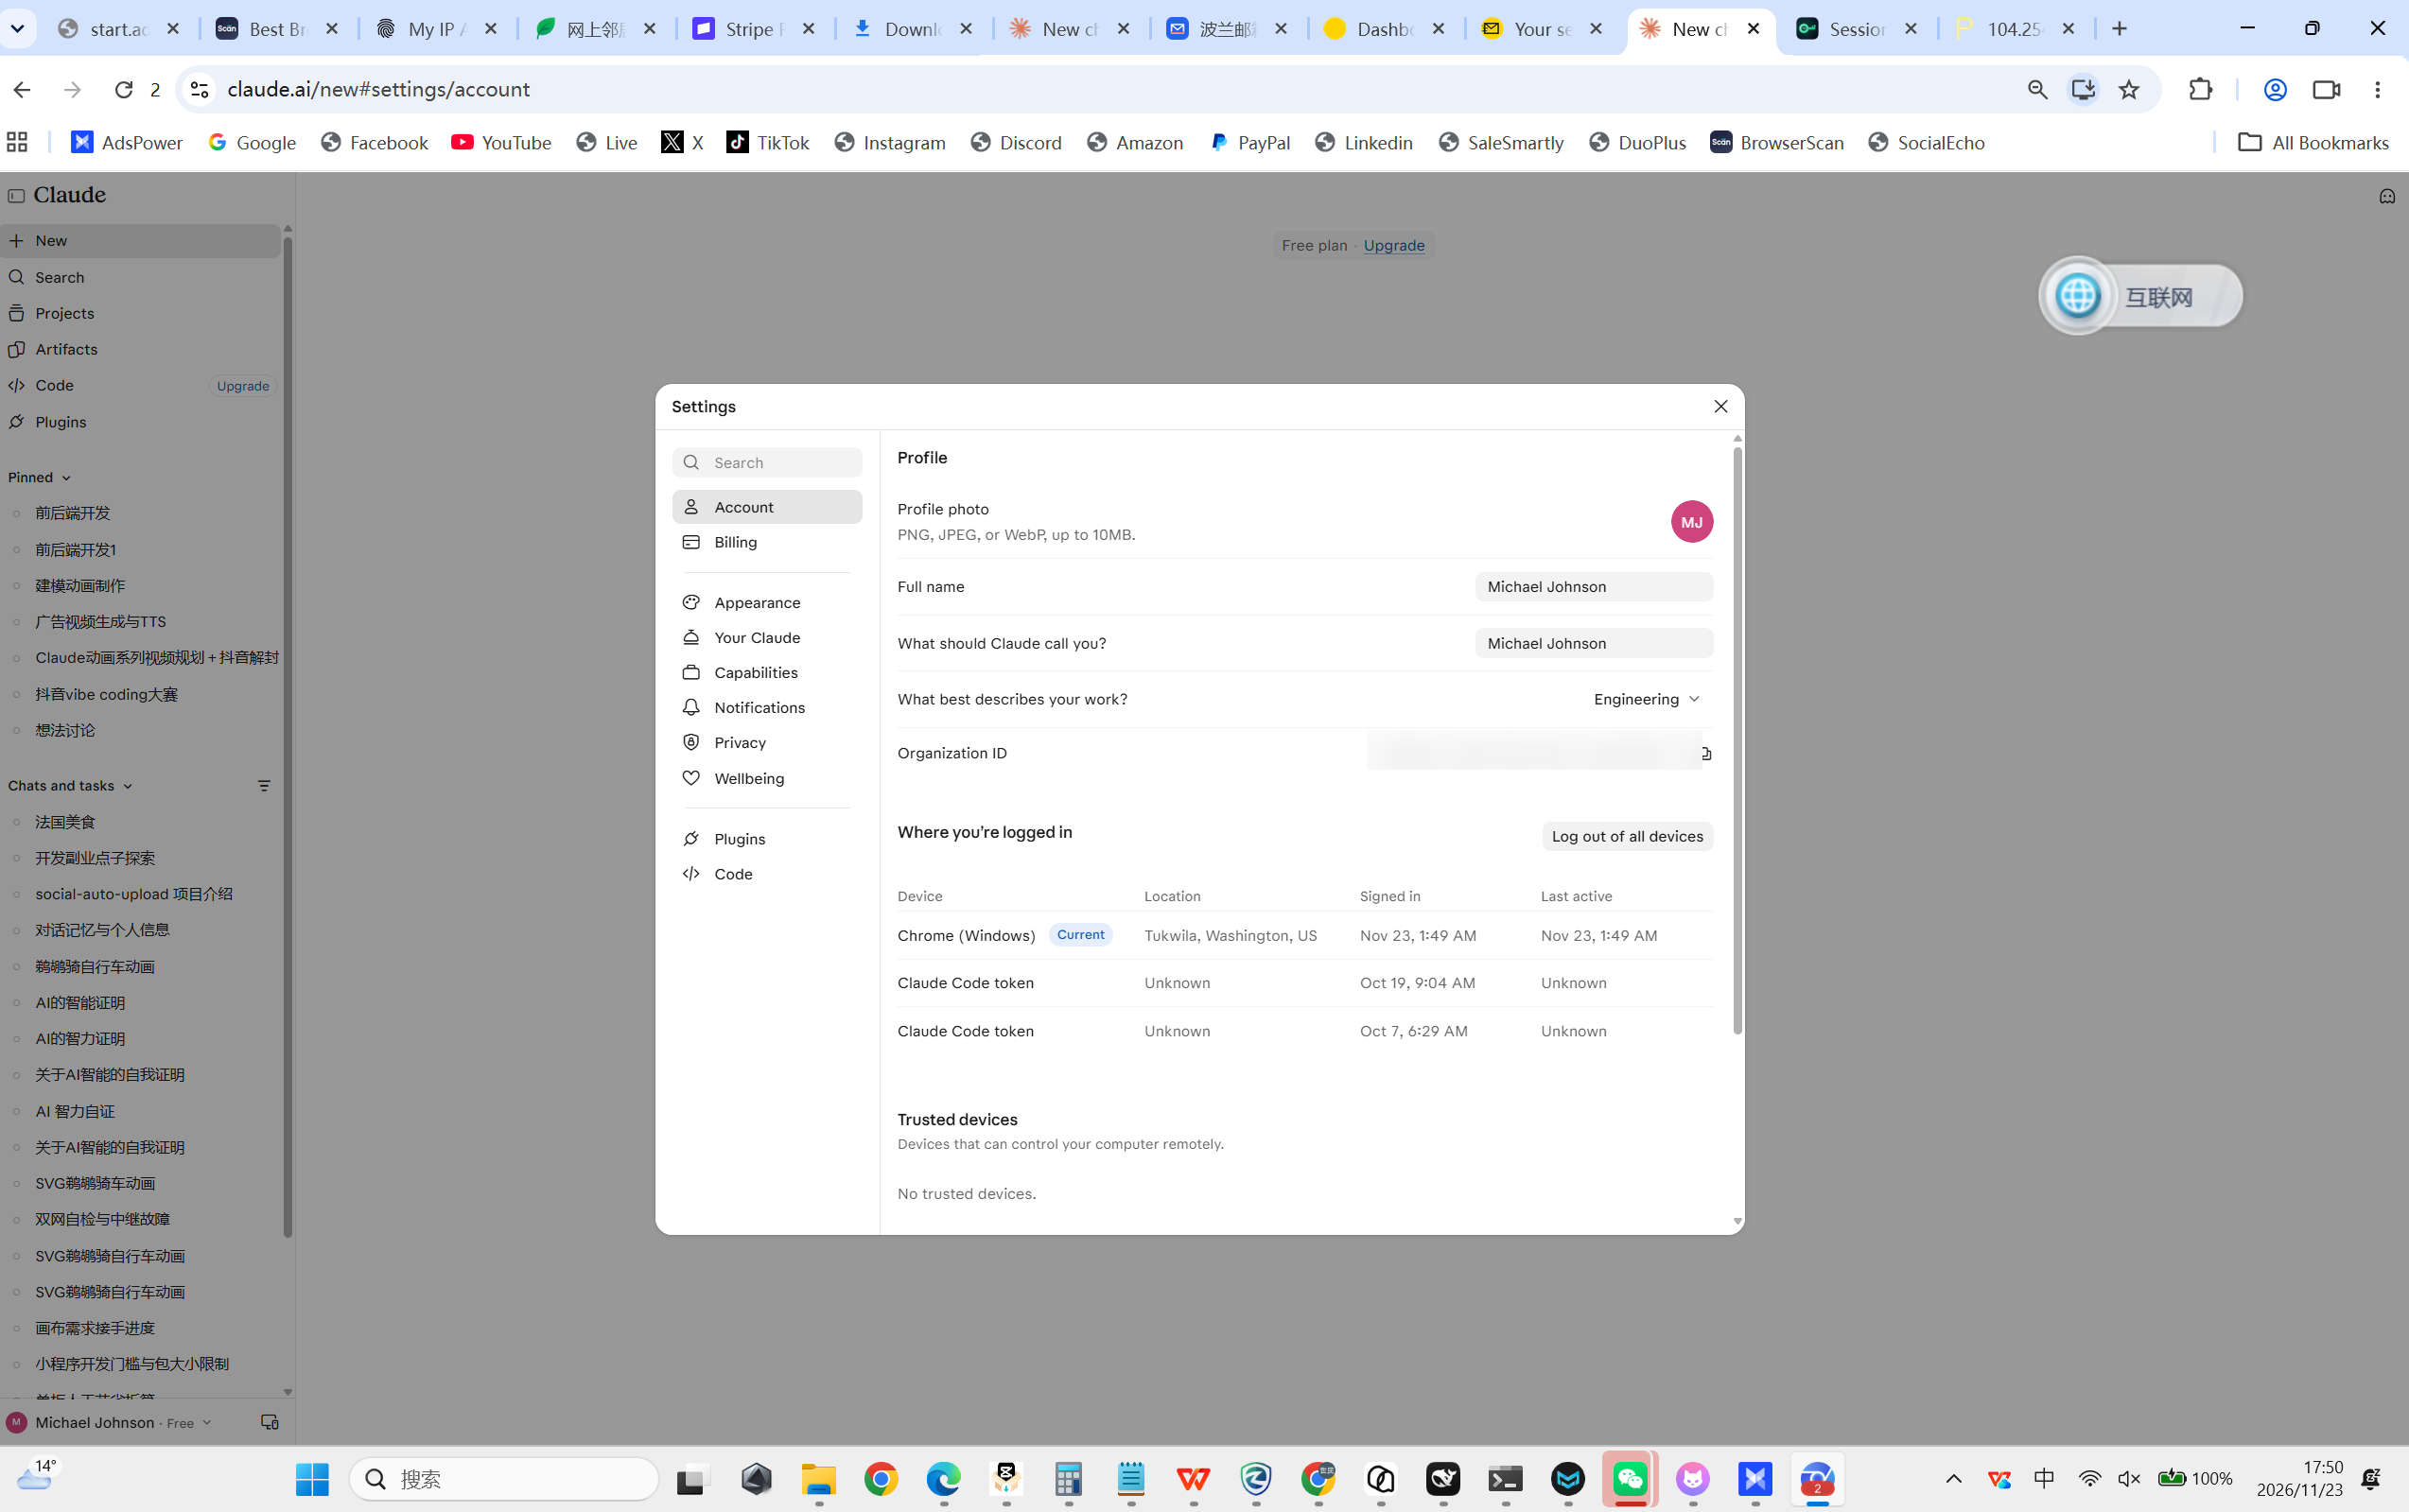 start.ac
Best Br
My IP A
网上邻居
Stripe F
Downlo
New ch
波兰邮箱
Dashbo
Your se
New ch
Session
104.254
2
claude.ai/new#settings/account
AdsPower
Google
Facebook
YouTube
Live
X
TikTok
Instagram
Discord
Amazon
PayPal
Linkedin
SaleSmartly
DuoPlus
BrowserScan
SocialEcho
All Bookmarks
Claude
New
Search
Projects
Artifacts
Code
Upgrade
Plugins
Pinned
前后端开发
前后端开发1
建模动画制作
广告视频生成与TTS
Claude动画系列视频规划 + 抖音解封
抖音vibe coding大赛
想法讨论
Chats and tasks
法国美食
开发副业点子探索
social-auto-upload 项目介绍
对话记忆与个人信息
鹈鹕骑自行车动画
AI的智能证明
AI的智力证明
关于AI智能的自我证明
AI 智力自证
关于AI智能的自我证明
SVG鹈鹕骑车动画
双网自检与中继故障
SVG鹈鹕骑自行车动画
SVG鹈鹕骑自行车动画
画布需求接手进度
小程序开发门槛与包大小限制
M
Michael Johnson · Free
Free plan · Upgrade
互联网
Settings
Search
Account
Billing
Appearance
Your Claude
Capabilities
Notifications
Privacy
Wellbeing
Plugins
Code
Profile
Profile photo
PNG, JPEG, or WebP, up to 10MB.
MJ
Full name
Michael Johnson
What should Claude call you?
Michael Johnson
What best describes your work?
Engineering
Organization ID
Where you're logged in
Log out of all devices
Device Location Signed in Last active
Chrome (Windows) Current Tukwila, Washington, US Nov 23, 1:49 AM Nov 23, 1:49 AM
Claude Code token Unknown Oct 19, 9:04 AM Unknown
Claude Code token Unknown Oct 7, 6:29 AM Unknown
Trusted devices
Devices that can control your computer remotely.
No trusted devices.
14°
搜索
2
中
100%
17:50
2026/11/23